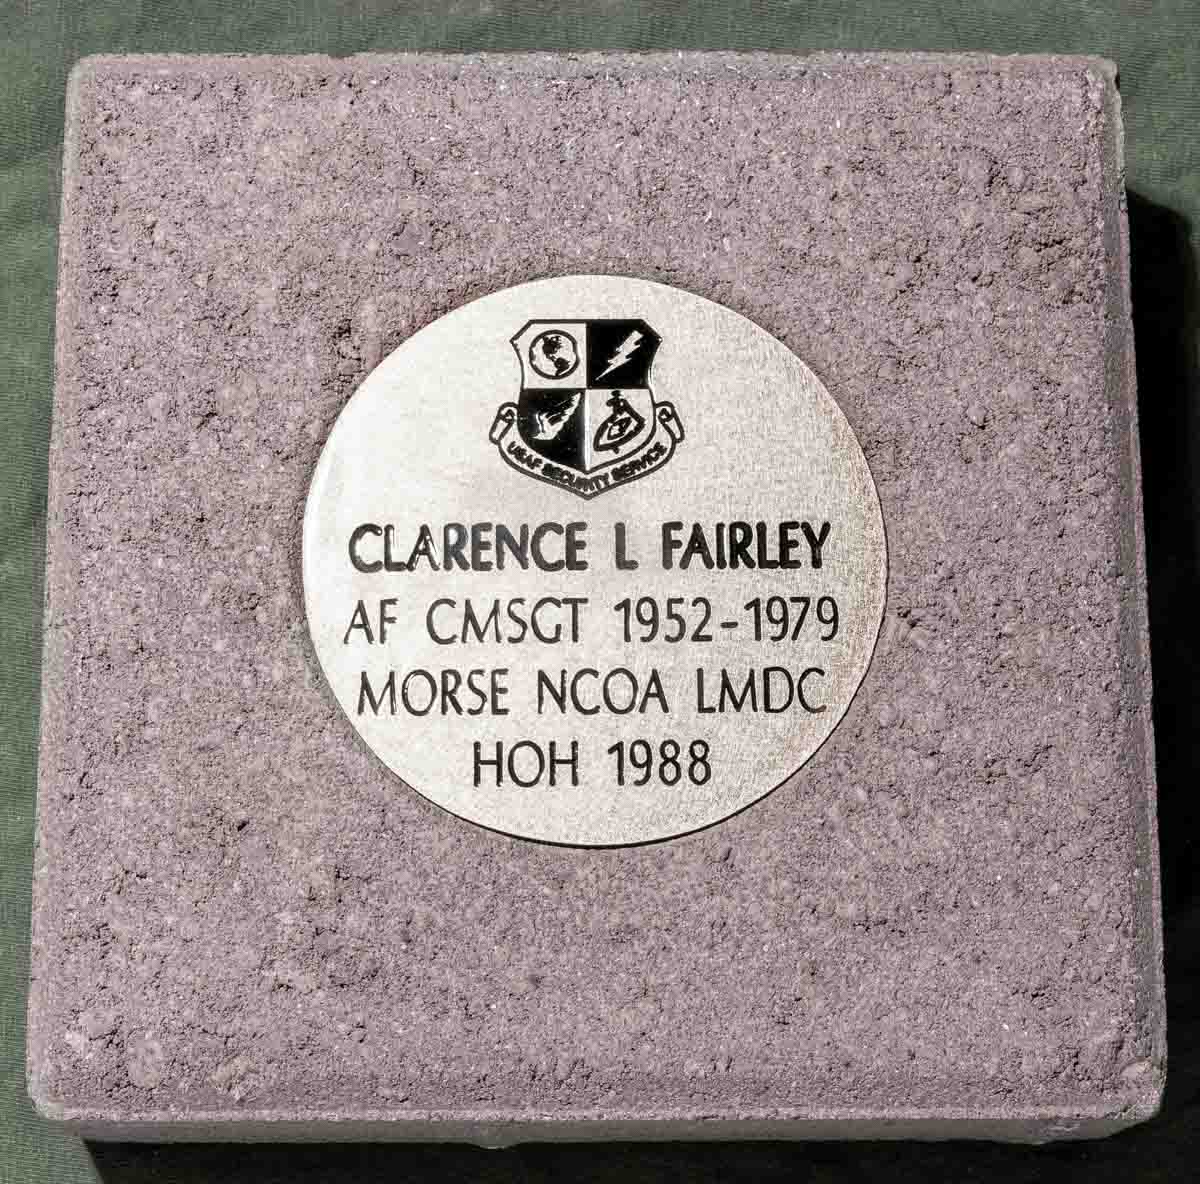 USAF SECURITY SERVICE
CLARENCE L FAIRLEY
AF CMSGT 1952-1979
MORSE NCOA LMDC
HOH 1988